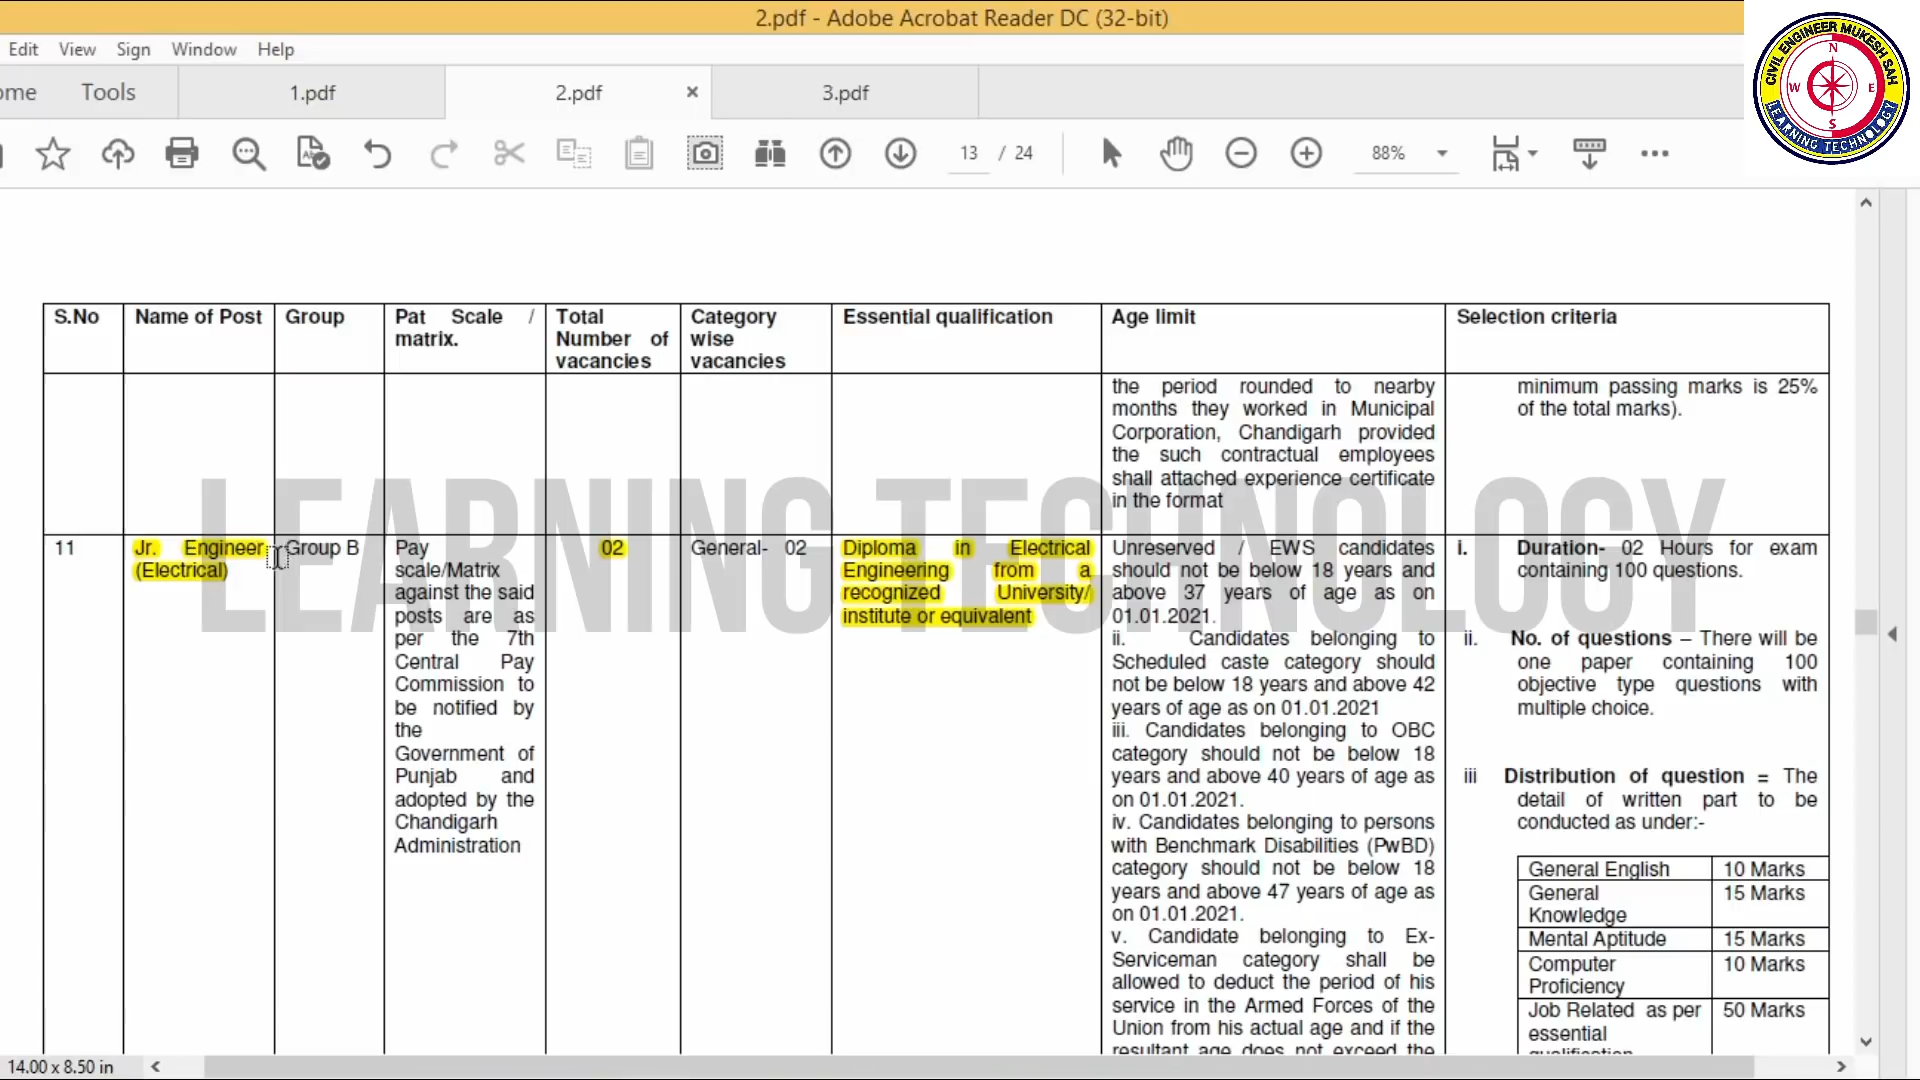 2.pdf - Adobe Acrobat Reader DC (32-bit)
Edit View Sign Window Help
ome Tools 1.pdf 2.pdf × 3.pdf
13 / 24 88%
CIVIL ENGINEER MUKESH SAH
N
W E
S
LEARNING TECHNOLOGY
S.No
Name of Post
Group
Pat Scale /
matrix.
Total
Number of
vacancies
Category
wise
vacancies
Essential qualification
Age limit
Selection criteria
the period rounded to nearby
months they worked in Municipal
Corporation, Chandigarh provided
the such contractual employees
shall attached experience certificate
in the format
minimum passing marks is 25%
of the total marks).
LEARNING TECHNOLOGY
11
Jr. Engineer
(Electrical)
Group B
Pay
scale/Matrix
against the said
posts are as
per the 7th
Central Pay
Commission to
be notified by
the
Government of
Punjab and
adopted by the
Chandigarh
Administration
02
General- 02
Diploma in Electrical
Engineering from a
recognized University/
institute or equivalent
Unreserved / EWS candidates
should not be below 18 years and
above 37 years of age as on
01.01.2021.
ii. Candidates belonging to
Scheduled caste category should
not be below 18 years and above 42
years of age as on 01.01.2021
iii. Candidates belonging to OBC
category should not be below 18
years and above 40 years of age as
on 01.01.2021.
iv. Candidates belonging to persons
with Benchmark Disabilities (PwBD)
category should not be below 18
years and above 47 years of age as
on 01.01.2021.
v. Candidate belonging to Ex-
Serviceman category shall be
allowed to deduct the period of his
service in the Armed Forces of the
Union from his actual age and if the
resultant age does not exceed the
i. Duration- 02 Hours for exam
containing 100 questions.
ii. No. of questions – There will be
one paper containing 100
objective type questions with
multiple choice.
iii Distribution of question = The
detail of written part to be
conducted as under:-
General English 10 Marks
General 15 Marks
Knowledge
Mental Aptitude 15 Marks
Computer 10 Marks
Proficiency
Job Related as per 50 Marks
essential
qualification
14.00 x 8.50 in